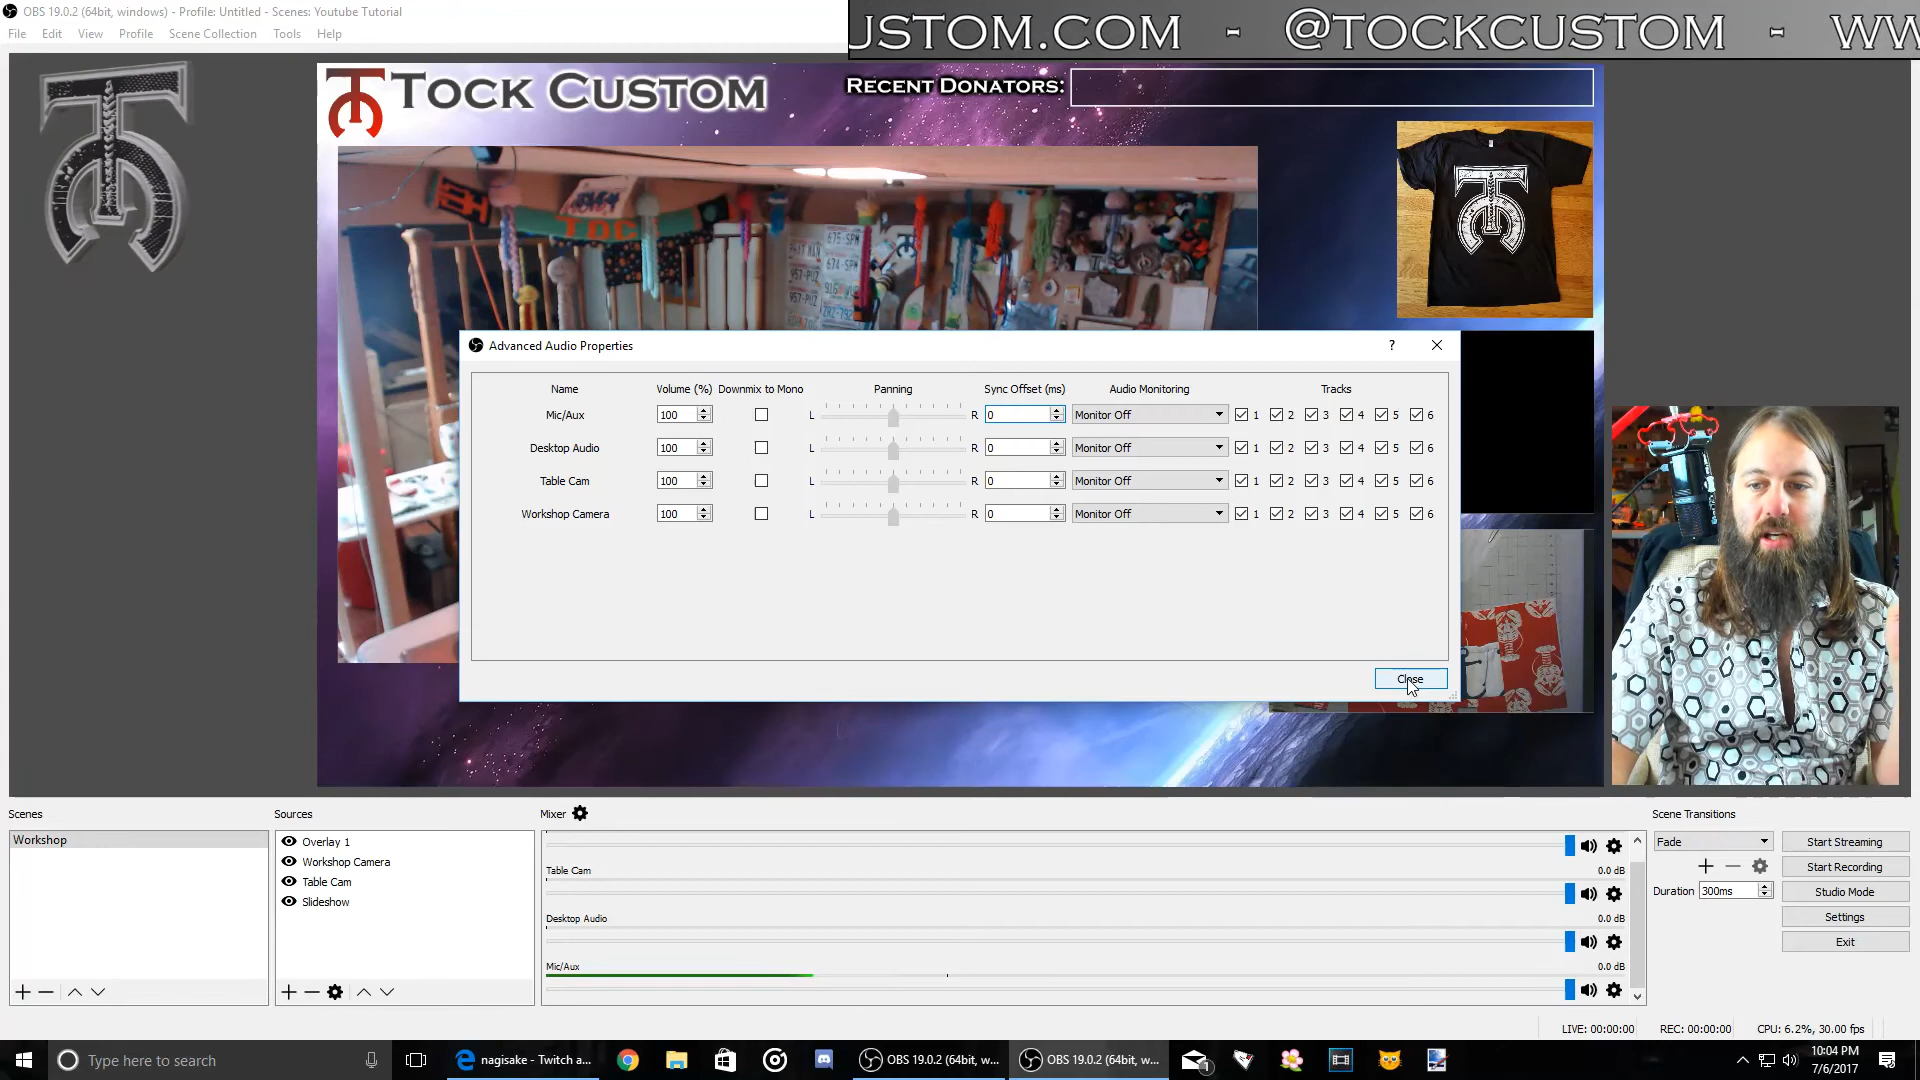 OBS 19.0.2 (64bit, windows) - Profile: Untitled - Scenes: Youtube Tutorial
File Edit View Profile Scene Collection Tools Help
USTOM.COM - @TOCKCUSTOM - WW
TOCK CUSTOM
RECENT DONATORS:
TOC
Advanced Audio Properties
?
Name Volume (%) Downmix to Mono Panning Sync Offset (ms) Audio Monitoring Tracks
Mic/Aux 100 L R 0 Monitor Off 1 2 3 4 5 6
Desktop Audio 100 L R 0 Monitor Off 1 2 3 4 5 6
Table Cam 100 L R 0 Monitor Off 1 2 3 4 5 6
Workshop Camera 100 L R 0 Monitor Off 1 2 3 4 5 6
Close
Scenes
Workshop
Sources
Overlay 1
Workshop Camera
Table Cam
Slideshow
Mixer
Table Cam 0.0 dB
Desktop Audio 0.0 dB
Mic/Aux 0.0 dB
Scene Transitions
Fade
Duration 300ms
Start Streaming
Start Recording
Studio Mode
Settings
Exit
LIVE: 00:00:00 REC: 00:00:00 CPU: 6.2%, 30.00 fps
Type here to search
nagisake - Twitch a...
OBS 19.0.2 (64bit, w...
OBS 19.0.2 (64bit, w...
10:04 PM
7/6/2017